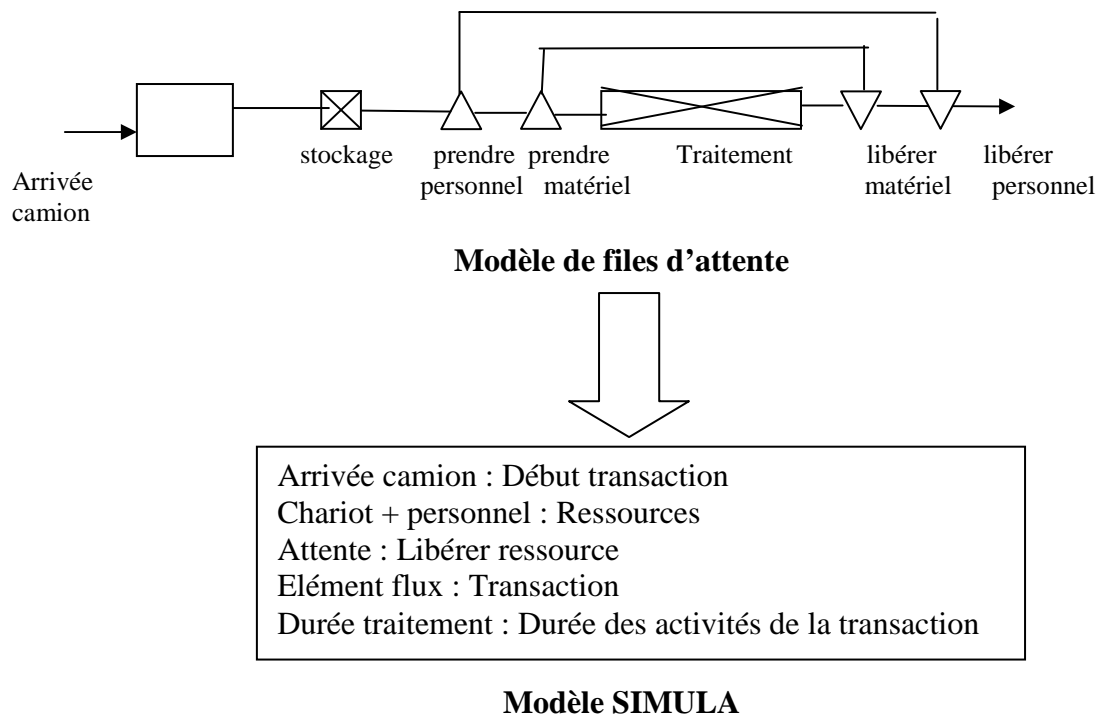 Arrivée
camion
stockage
prendre
personnel
prendre
matériel
Traitement
libérer
matériel
libérer
personnel
Modèle de files d’attente
Arrivée camion : Début transaction
Chariot + personnel : Ressources
Attente : Libérer ressource
Elément flux : Transaction
Durée traitement : Durée des activités de la transaction
Modèle SIMULA